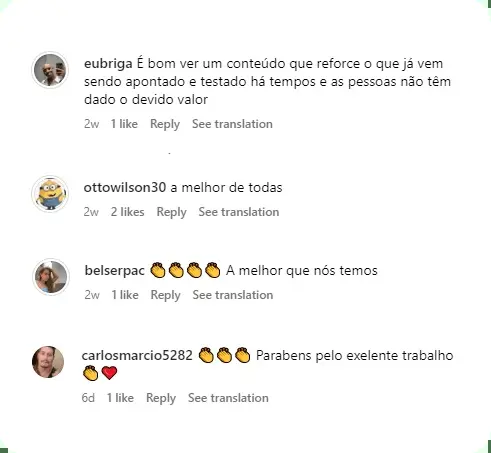 eubriga É bom ver um conteúdo que reforce o que já vem
sendo apontado e testado há tempos e as pessoas não têm
dado o devido valor
2w 1 like Reply See translation
ottowilson30 a melhor de todas
2w 2 likes Reply See translation
belserpac 👏👏👏👏 A melhor que nós temos
2w 1 like Reply See translation
carlosmarcio5282 👏👏👏 Parabens pelo exelente trabalho
👏❤️
6d 1 like Reply See translation